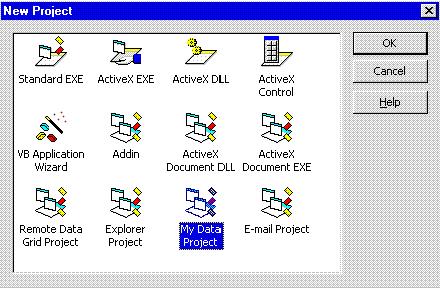 New Project
Standard EXE
ActiveX EXE
ActiveX DLL
ActiveX
Control
VB Application
Wizard
Addin
ActiveX
Document DLL
ActiveX
Document EXE
Remote Data
Grid Project
Explorer
Project
My Data
Project
E-mail Project
OK
Cancel
Help